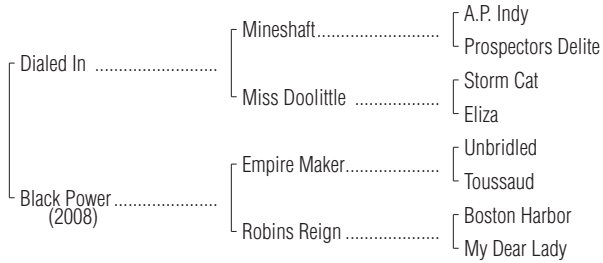 A.P. Indy
Mineshaft
Prospectors Delite
Dialed In
Storm Cat
Miss Doolittle
Eliza
Unbridled
Empire Maker
Toussaud
Black Power
(2008)
Boston Harbor
Robins Reign
My Dear Lady